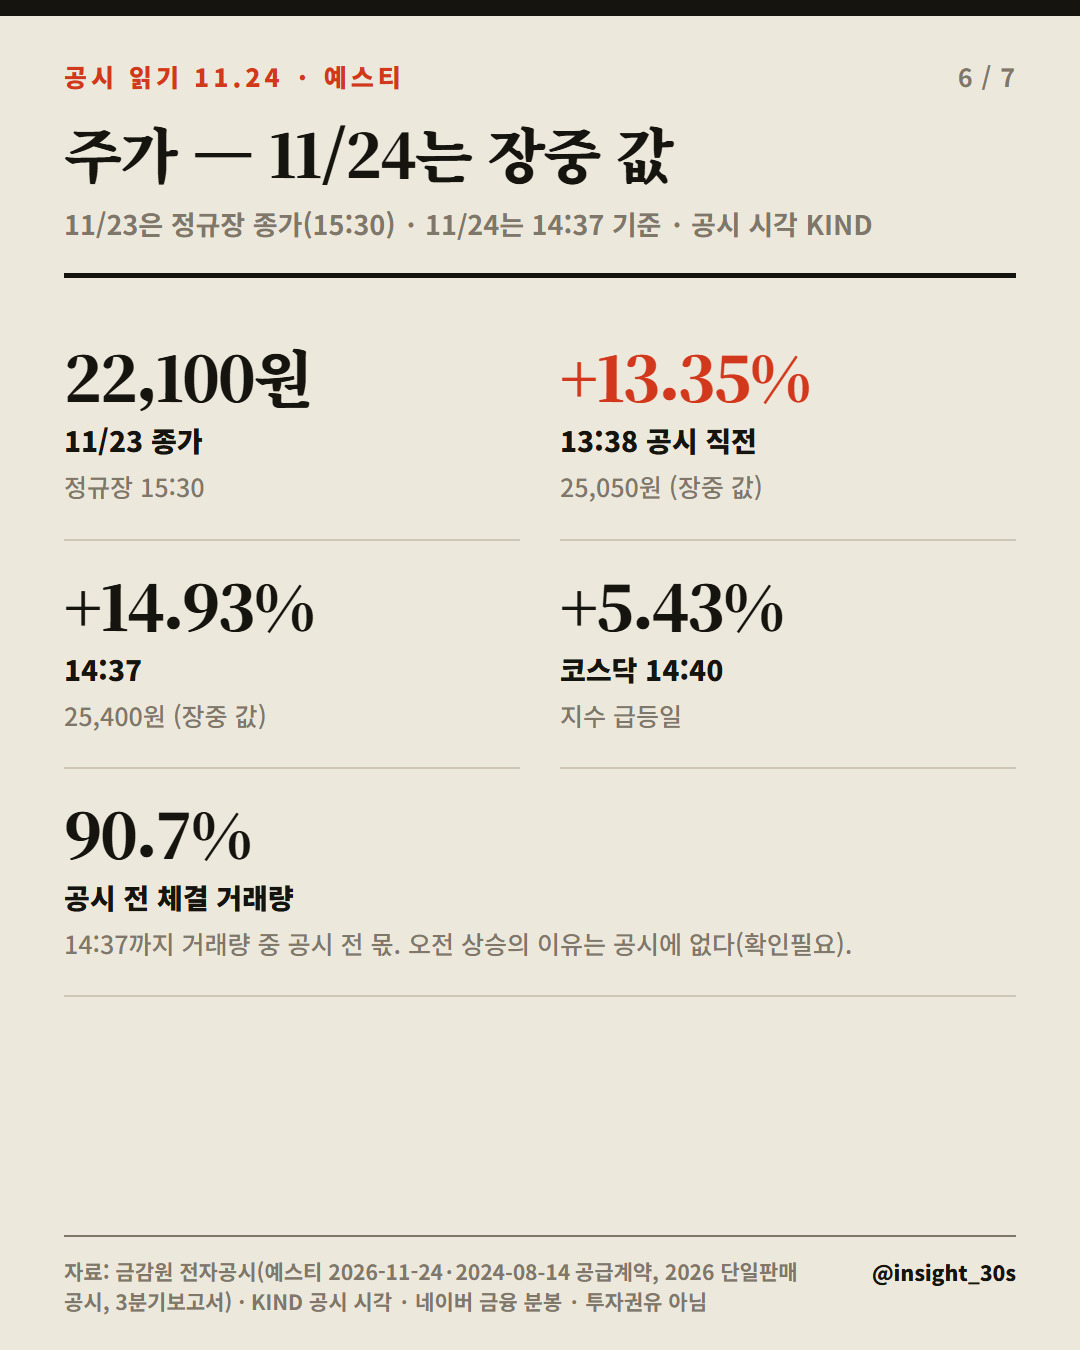 공시 읽기 11.24 · 예스티
6 / 7
주가 — 11/24는 장중 값
11/23은 정규장 종가(15:30) · 11/24는 14:37 기준 · 공시 시각 KIND
22,100원
11/23 종가
정규장 15:30
+13.35%
13:38 공시 직전
25,050원 (장중 값)
+14.93%
14:37
25,400원 (장중 값)
+5.43%
코스닥 14:40
지수 급등일
90.7%
공시 전 체결 거래량
14:37까지 거래량 중 공시 전 몫. 오전 상승의 이유는 공시에 없다(확인필요).
자료: 금감원 전자공시(예스티 2026-11-24·2024-08-14 공급계약, 2026 단일판매
공시, 3분기보고서) · KIND 공시 시각 · 네이버 금융 분봉 · 투자권유 아님
@insight_30s